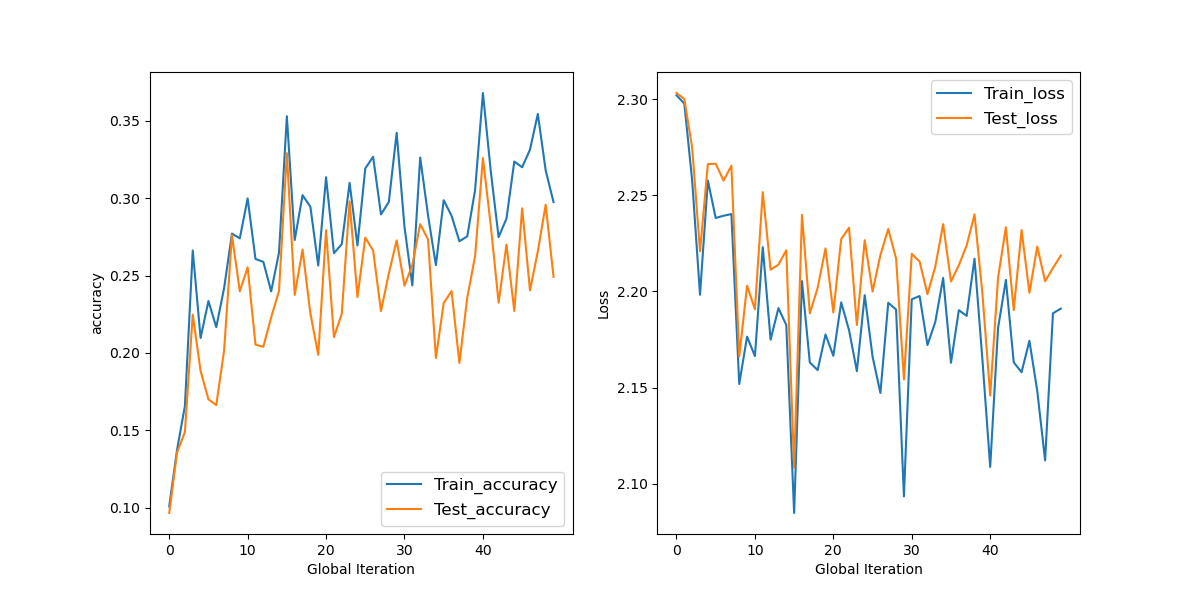 accuracy
0.35
0.30
0.25
0.20
0.15
0.10
0 10 20 30 40
Global Iteration
Train_accuracy
Test_accuracy
Loss
2.30
2.25
2.20
2.15
2.10
0 10 20 30 40
Global Iteration
Train_loss
Test_loss